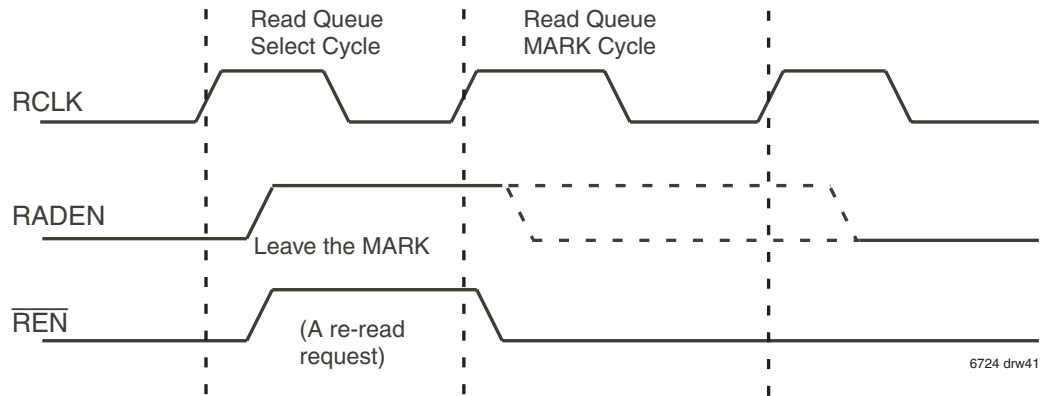 Read Queue
Select Cycle
Read Queue
MARK Cycle
RCLK
RADEN
Leave the MARK
REN
(A re-read
request)
6724 drw41